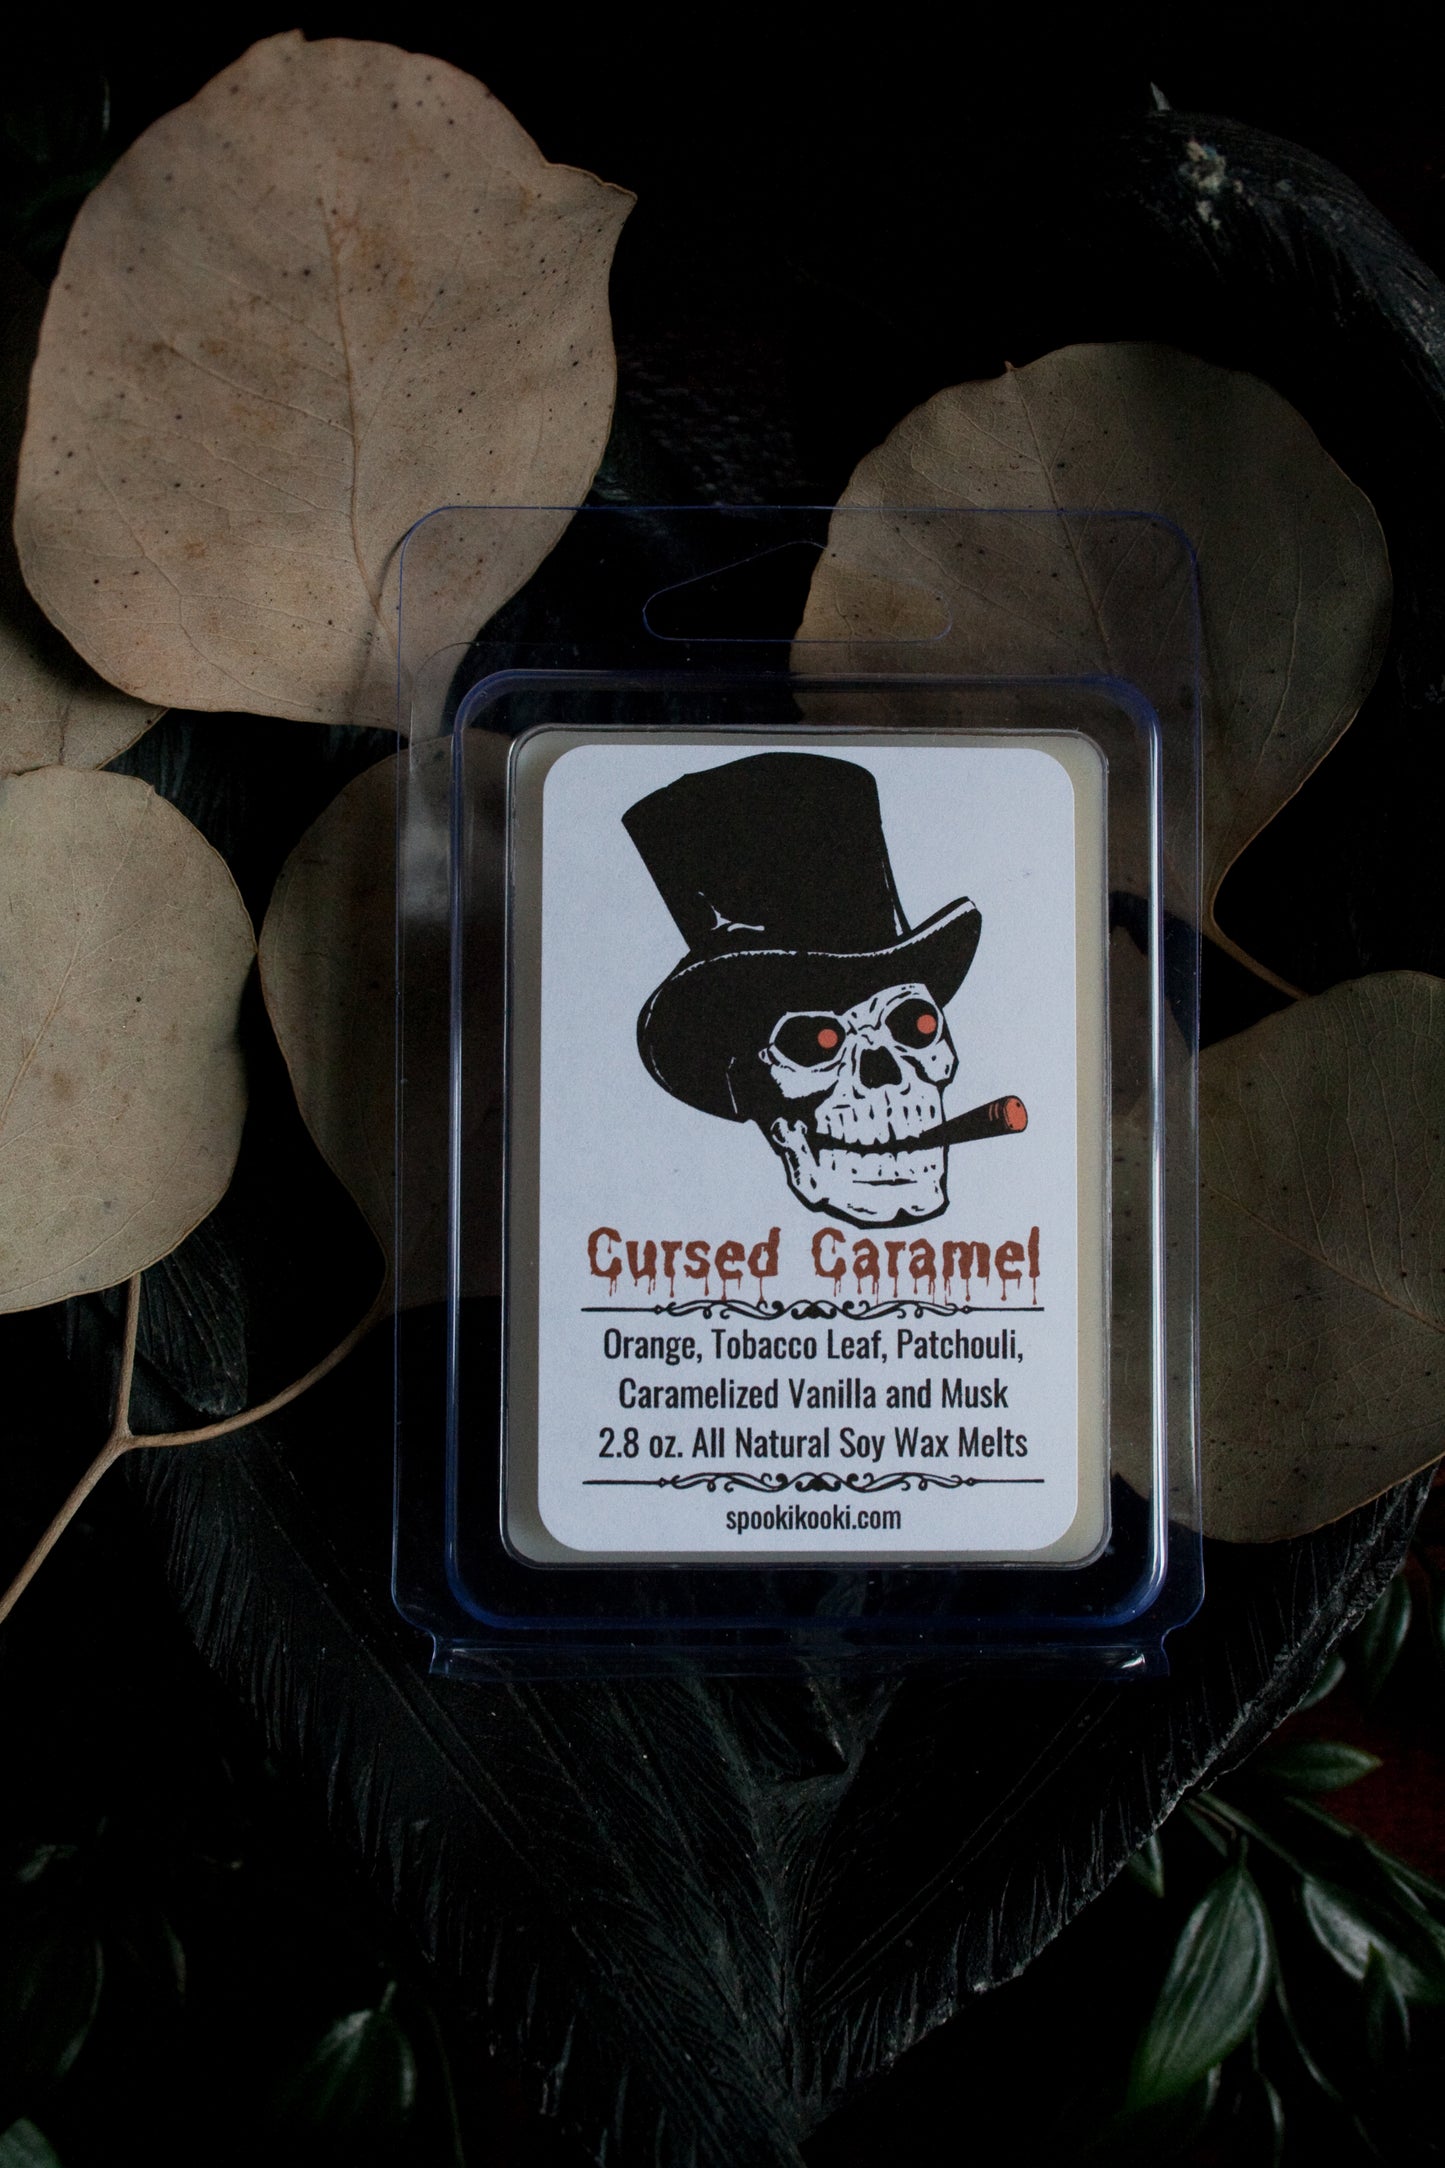 Cursed Caramel
Orange, Tobacco Leaf, Patchouli,
Caramelized Vanilla and Musk
2.8 oz. All Natural Soy Wax Melts
spookikooki.com